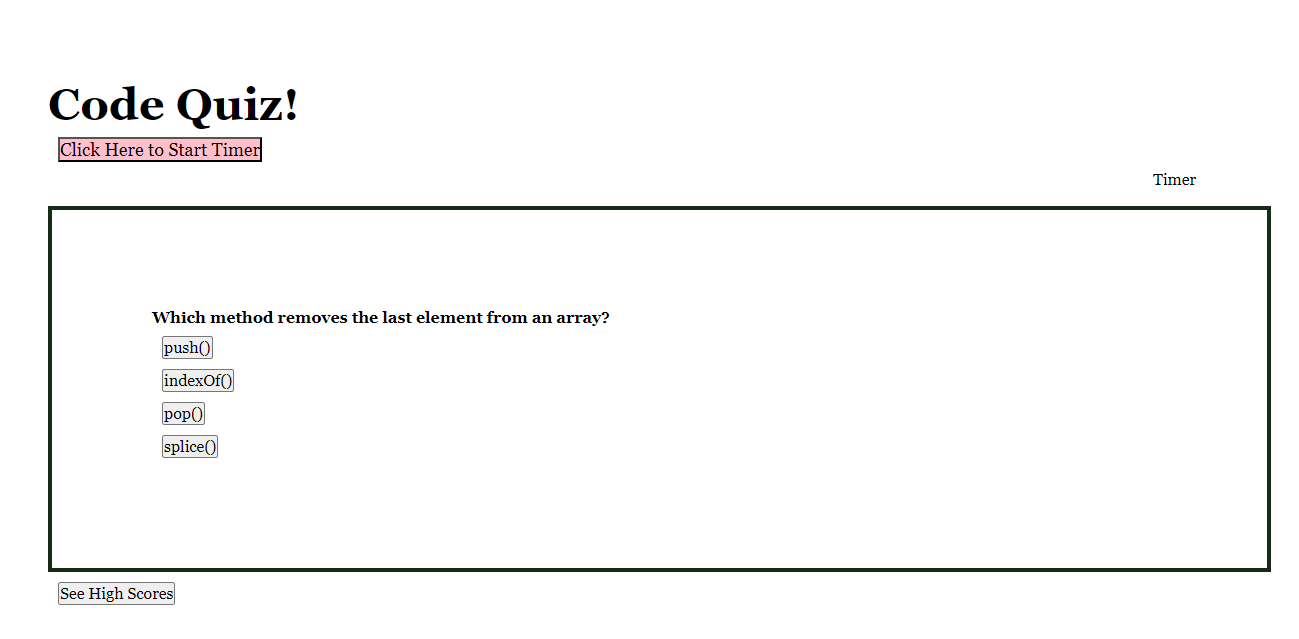 Code Quiz!
Click Here to Start Timer
Timer
Which method removes the last element from an array?
push()
indexOf()
pop()
splice()
See High Scores